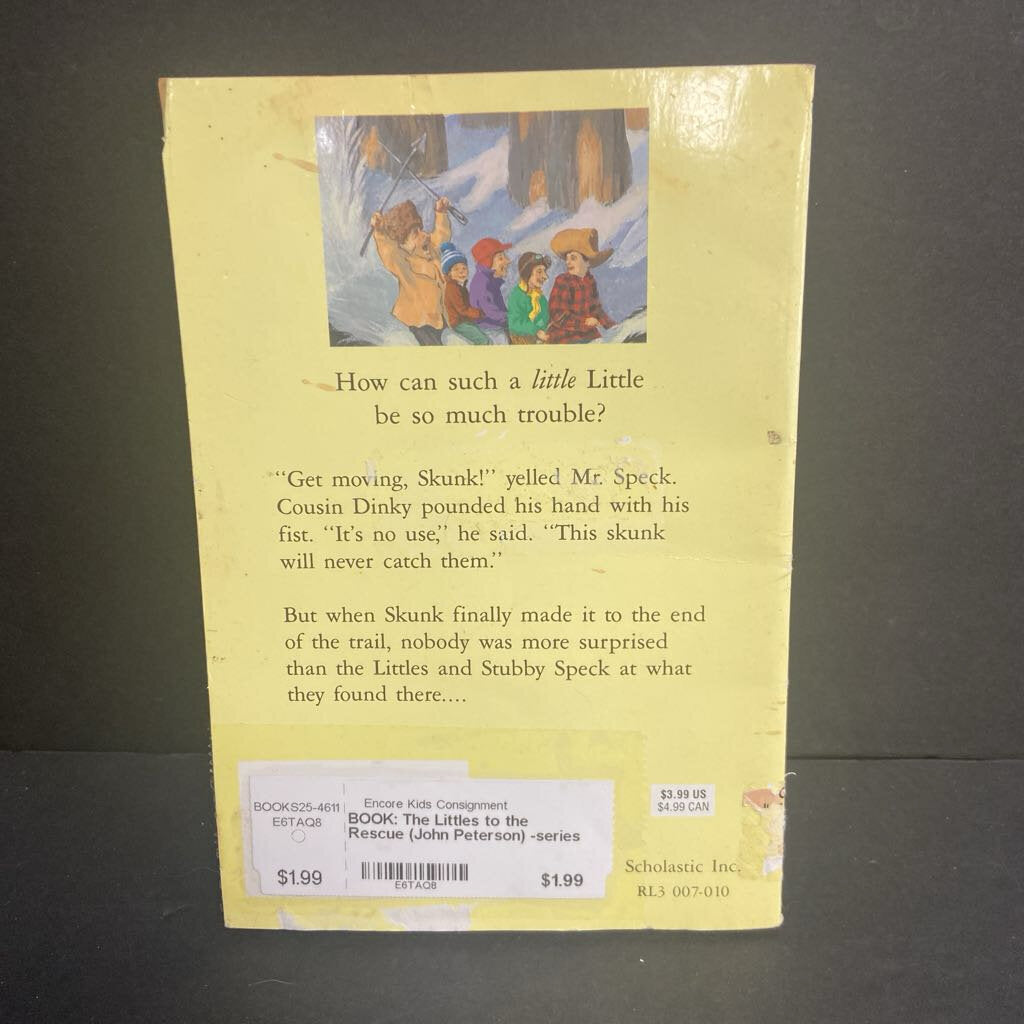 How can such a little Little
be so much trouble?
“Get moving, Skunk!” yelled Mr. Speck.
Cousin Dinky pounded his hand with his
fist. “It's no use,” he said. “This skunk
will never catch them.”
But when Skunk finally made it to the end
of the trail, nobody was more surprised
than the Littles and Stubby Speck at what
they found there....
$3.99 US
$4.99 CAN
BOOKS25-4611
E6TAQ8
$1.99
Encore Kids Consignment
BOOK: The Littles to the
Rescue (John Peterson) -series
E6TAQ8
$1.99
Scholastic Inc.
RL3 007-010